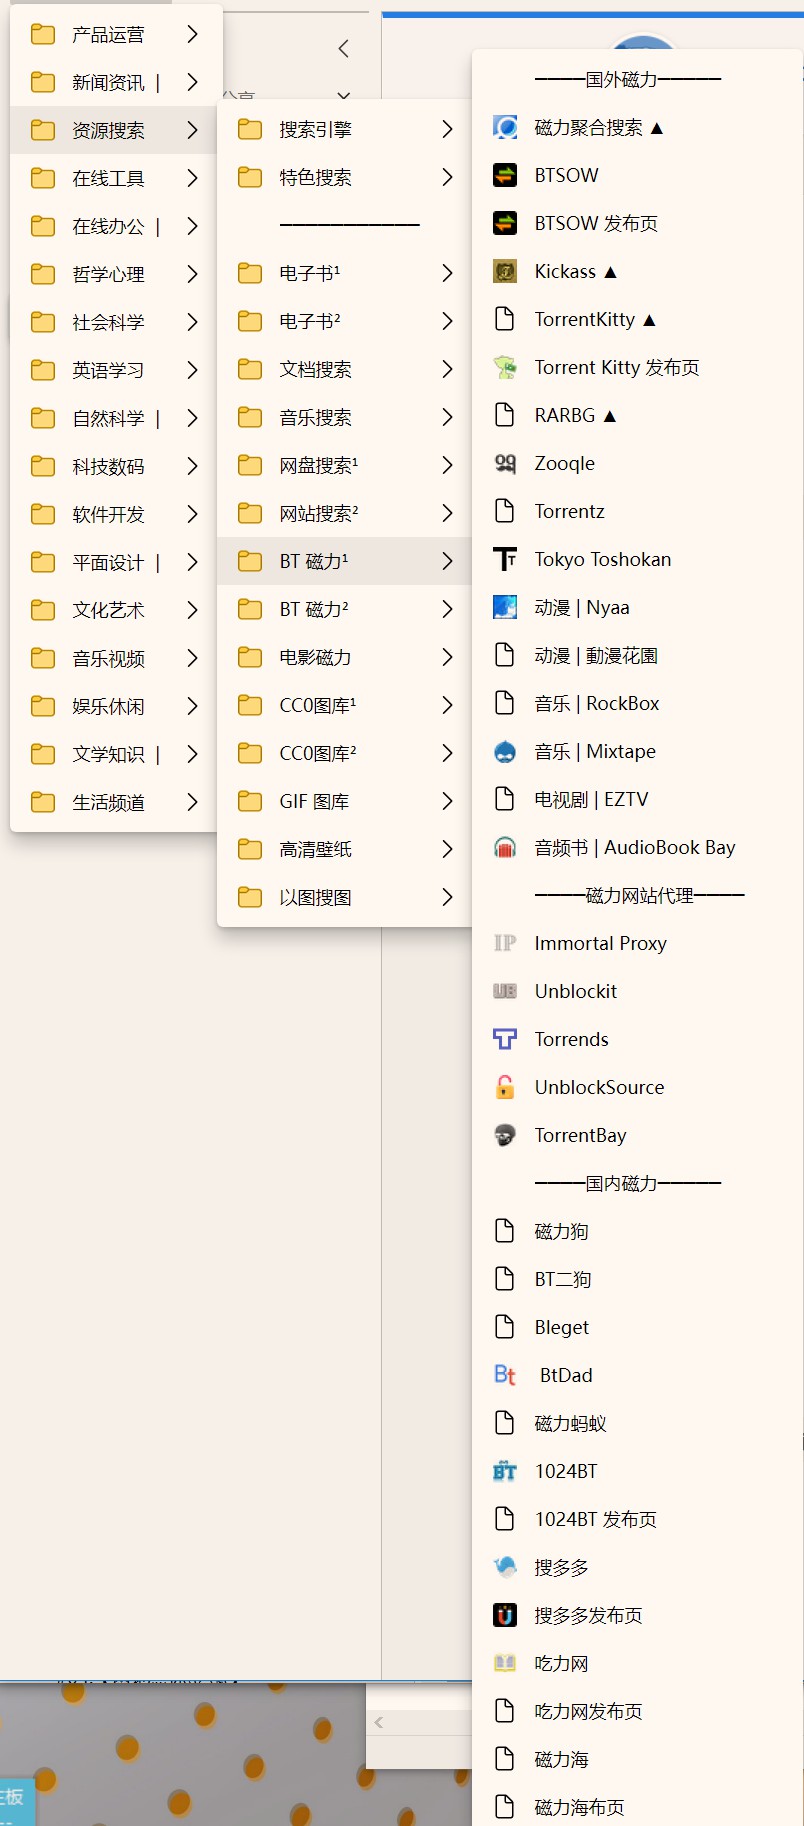 产品运营
新闻资讯 |
资源搜索
在线工具
在线办公 |
哲学心理
社会科学
英语学习
自然科学 |
科技数码
软件开发
平面设计 |
文化艺术
音乐视频
娱乐休闲
文学知识 |
生活频道
搜索引擎
特色搜索
———————————
电子书¹
电子书²
文档搜索
音乐搜索
网盘搜索¹
网站搜索²
BT 磁力¹
BT 磁力²
电影磁力
CC0图库¹
CC0图库²
GIF 图库
高清壁纸
以图搜图
————国外磁力—————
磁力聚合搜索 ▲
BTSOW
BTSOW 发布页
Kickass ▲
TorrentKitty ▲
Torrent Kitty 发布页
RARBG ▲
Zooqle
Torrentz
Tokyo Toshokan
动漫 | Nyaa
动漫 | 動漫花園
音乐 | RockBox
音乐 | Mixtape
电视剧 | EZTV
音频书 | AudioBook Bay
————磁力网站代理————
Immortal Proxy
Unblockit
Torrends
UnblockSource
TorrentBay
————国内磁力—————
磁力狗
BT二狗
Bleget
BtDad
磁力蚂蚁
1024BT
1024BT 发布页
搜多多
搜多多发布页
吃力网
吃力网发布页
磁力海
磁力海布页